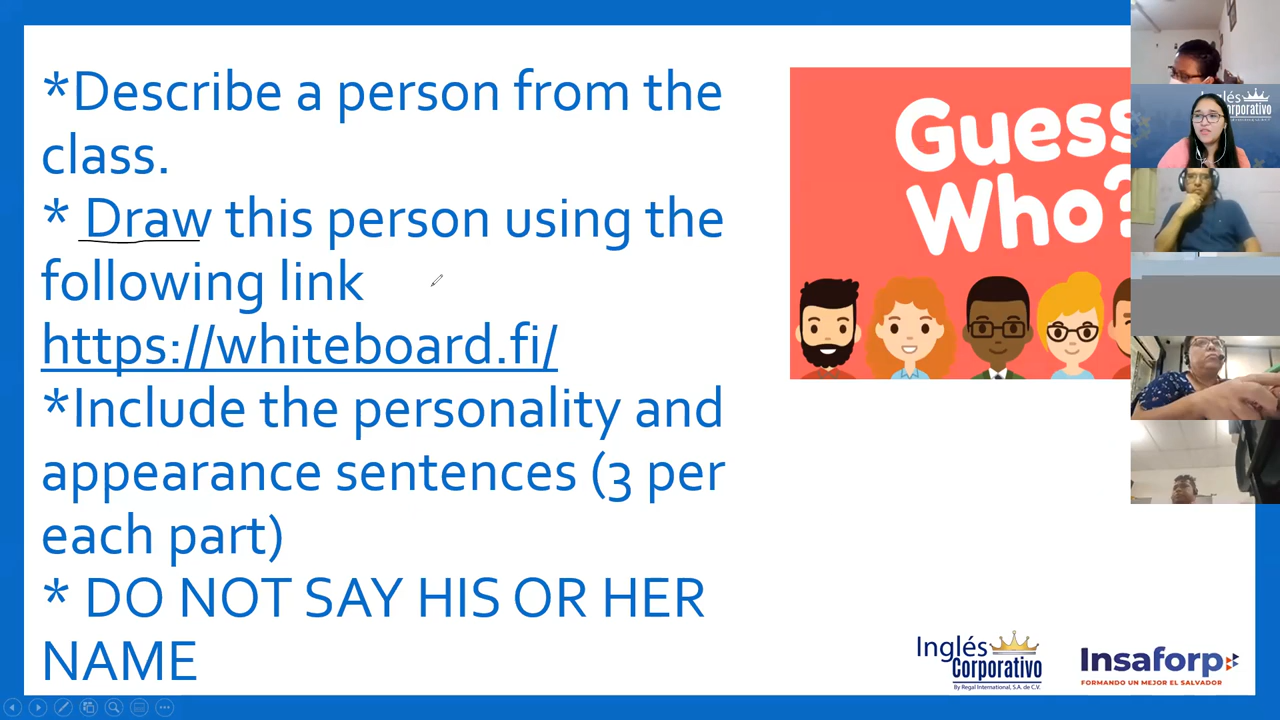 *Describe a person from the
class.
* Draw this person using the
following link
https://whiteboard.fi/
*Include the personality and
appearance sentences (3 per
each part)
* DO NOT SAY HIS OR HER
NAME
Guess
Who?
Inglés
Corporativo
By Regal International, S.A. de C.V.
Insaforp
FORMANDO UN MEJOR EL SALVADOR
glés
Corporativo